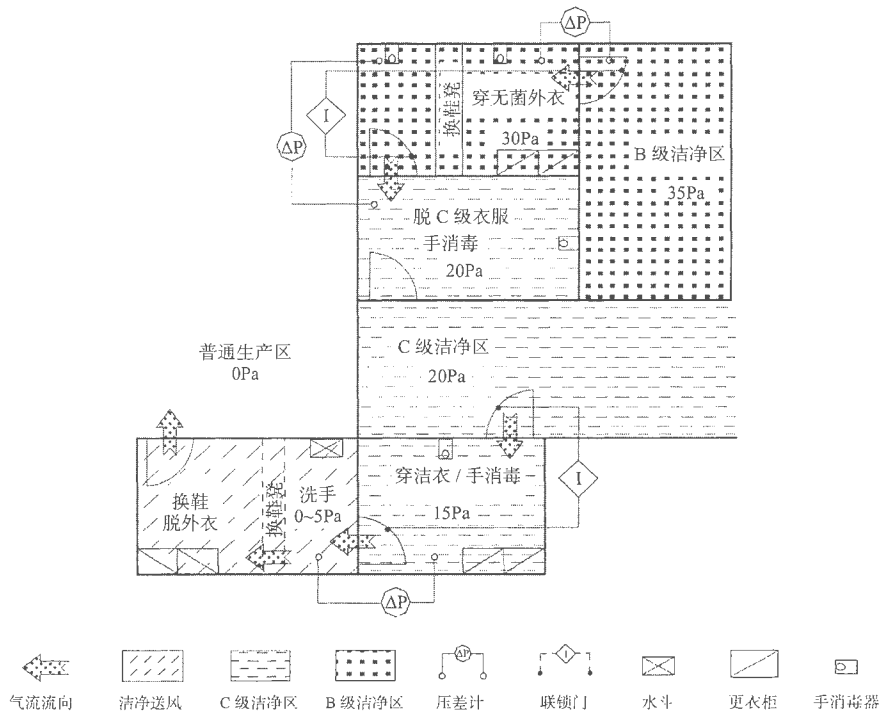 ΔP
I
ΔP
换鞋凳
穿无菌外衣
30Pa
B级洁净区
35Pa
脱C级衣服
手消毒
20Pa
普通生产区
0Pa
C级洁净区
20Pa
换鞋
脱外衣
换鞋凳
洗手
0~5Pa
穿洁衣/手消毒
15Pa
I
ΔP
ΔP
I
气流流向
洁净送风
C级洁净区
B级洁净区
压差计
联锁门
水斗
更衣柜
手消毒器